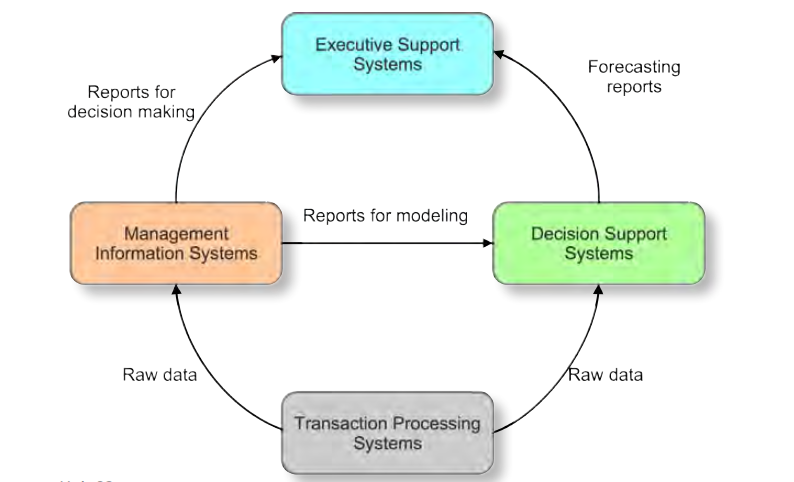 Executive Support
Systems
Reports for
decision making
Forecasting
reports
Management
Information Systems
Reports for modeling
Decision Support
Systems
Raw data
Raw data
Transaction Processing
Systems